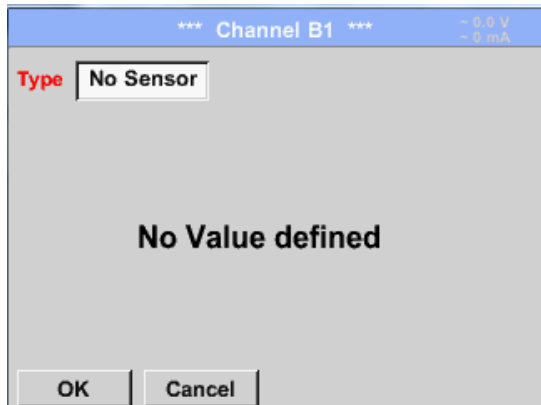 *** Channel B1 ***
~ 0.0 V
~ 0 mA
Type No Sensor
No Value defined
OK Cancel